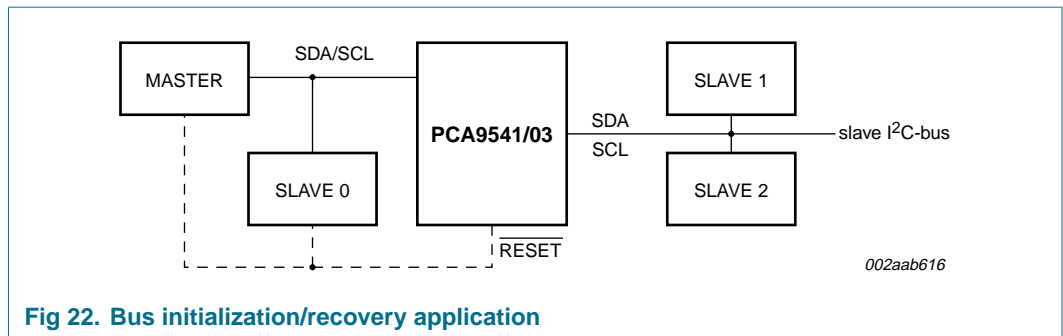 SDA/SCL
MASTER
SLAVE 1
PCA9541/03
SDA
SCL
slave I²C-bus
SLAVE 0
SLAVE 2
RESET
002aab616
Fig 22. Bus initialization/recovery application